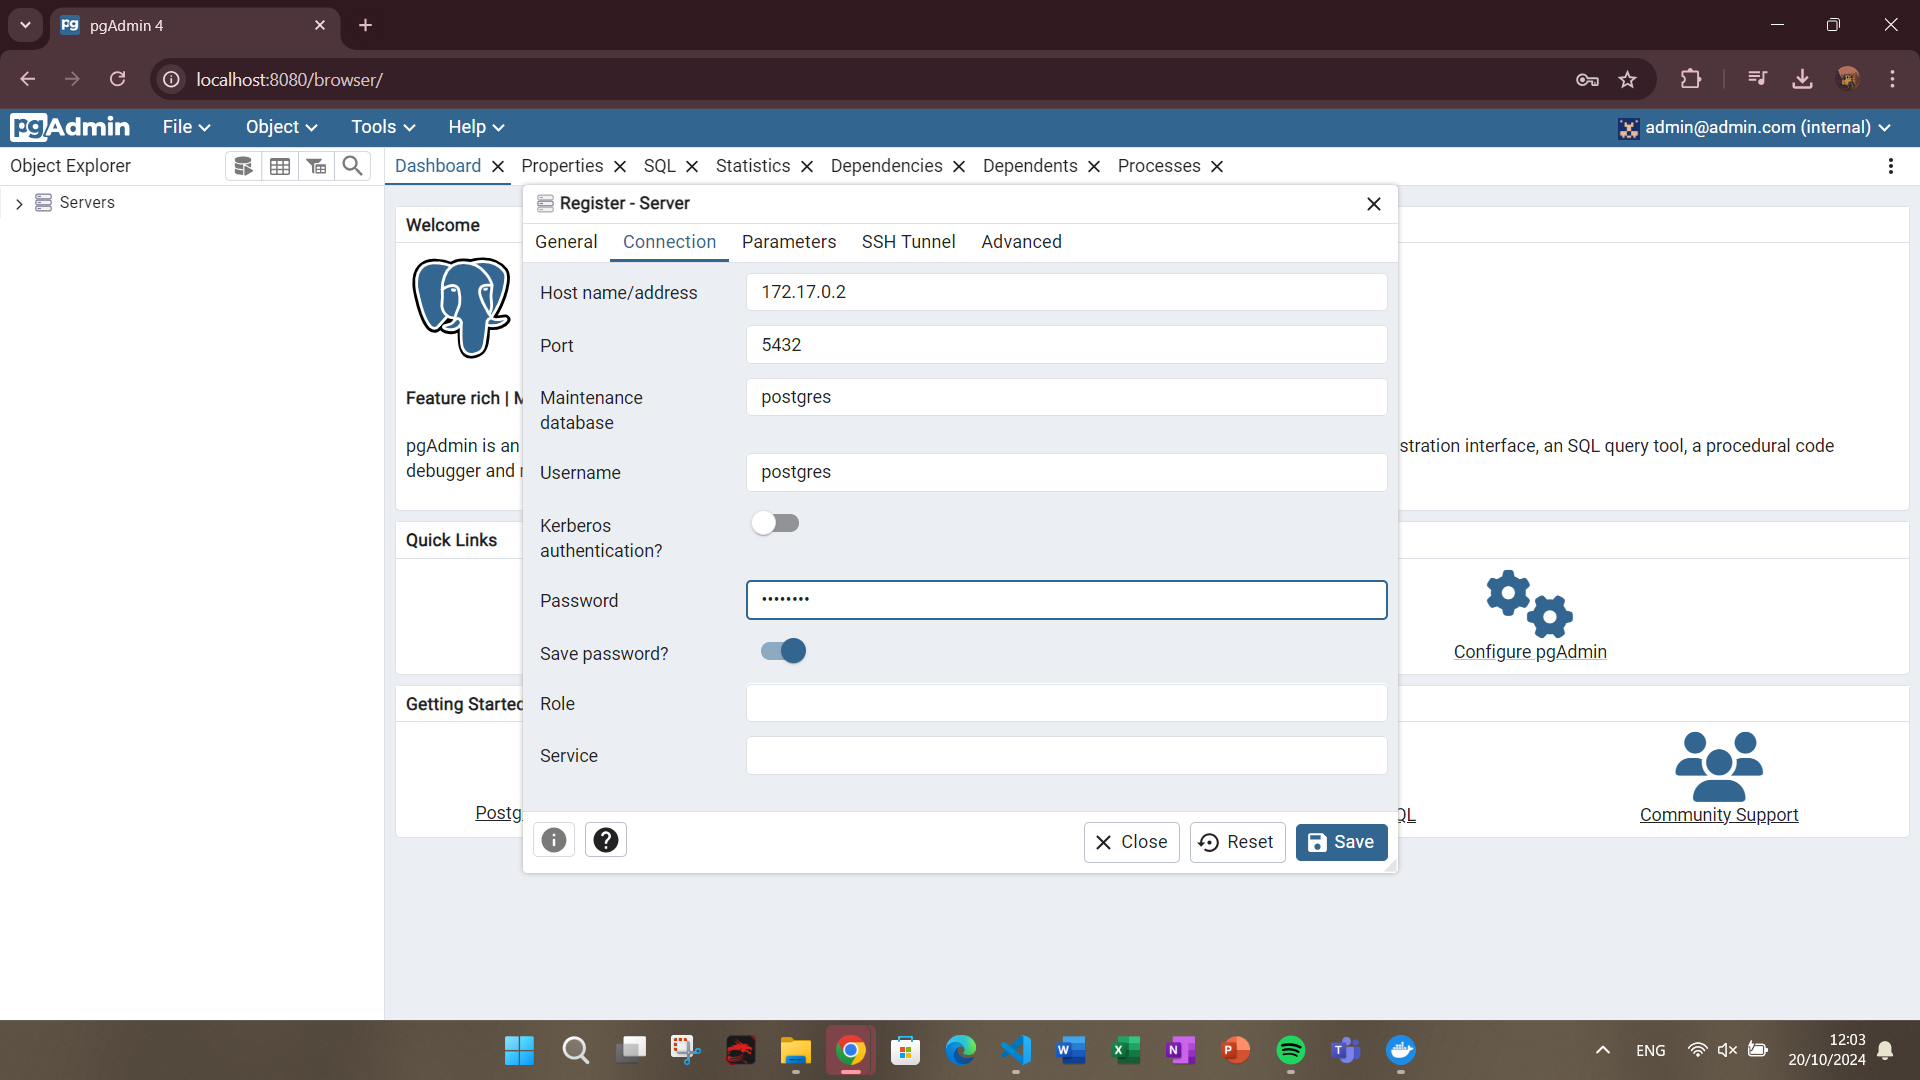 pgAdmin 4
localhost:8080/browser/
pgAdmin File Object Tools Help admin@admin.com (internal)
Object Explorer
Dashboard Properties SQL Statistics Dependencies Dependents Processes
Servers
Welcome
Feature rich |
pgAdmin is an
stration interface, an SQL query tool, a procedural code
debugger and
Quick Links
Configure pgAdmin
Getting Started
Postg
QL
Community Support
Register - Server
General Connection Parameters SSH Tunnel Advanced
Host name/address 172.17.0.2
Port 5432
Maintenance
database
postgres
Username postgres
Kerberos
authentication?
Password ••••••••
Save password?
Role
Service
Close Reset Save
ENG
12:03
20/10/2024